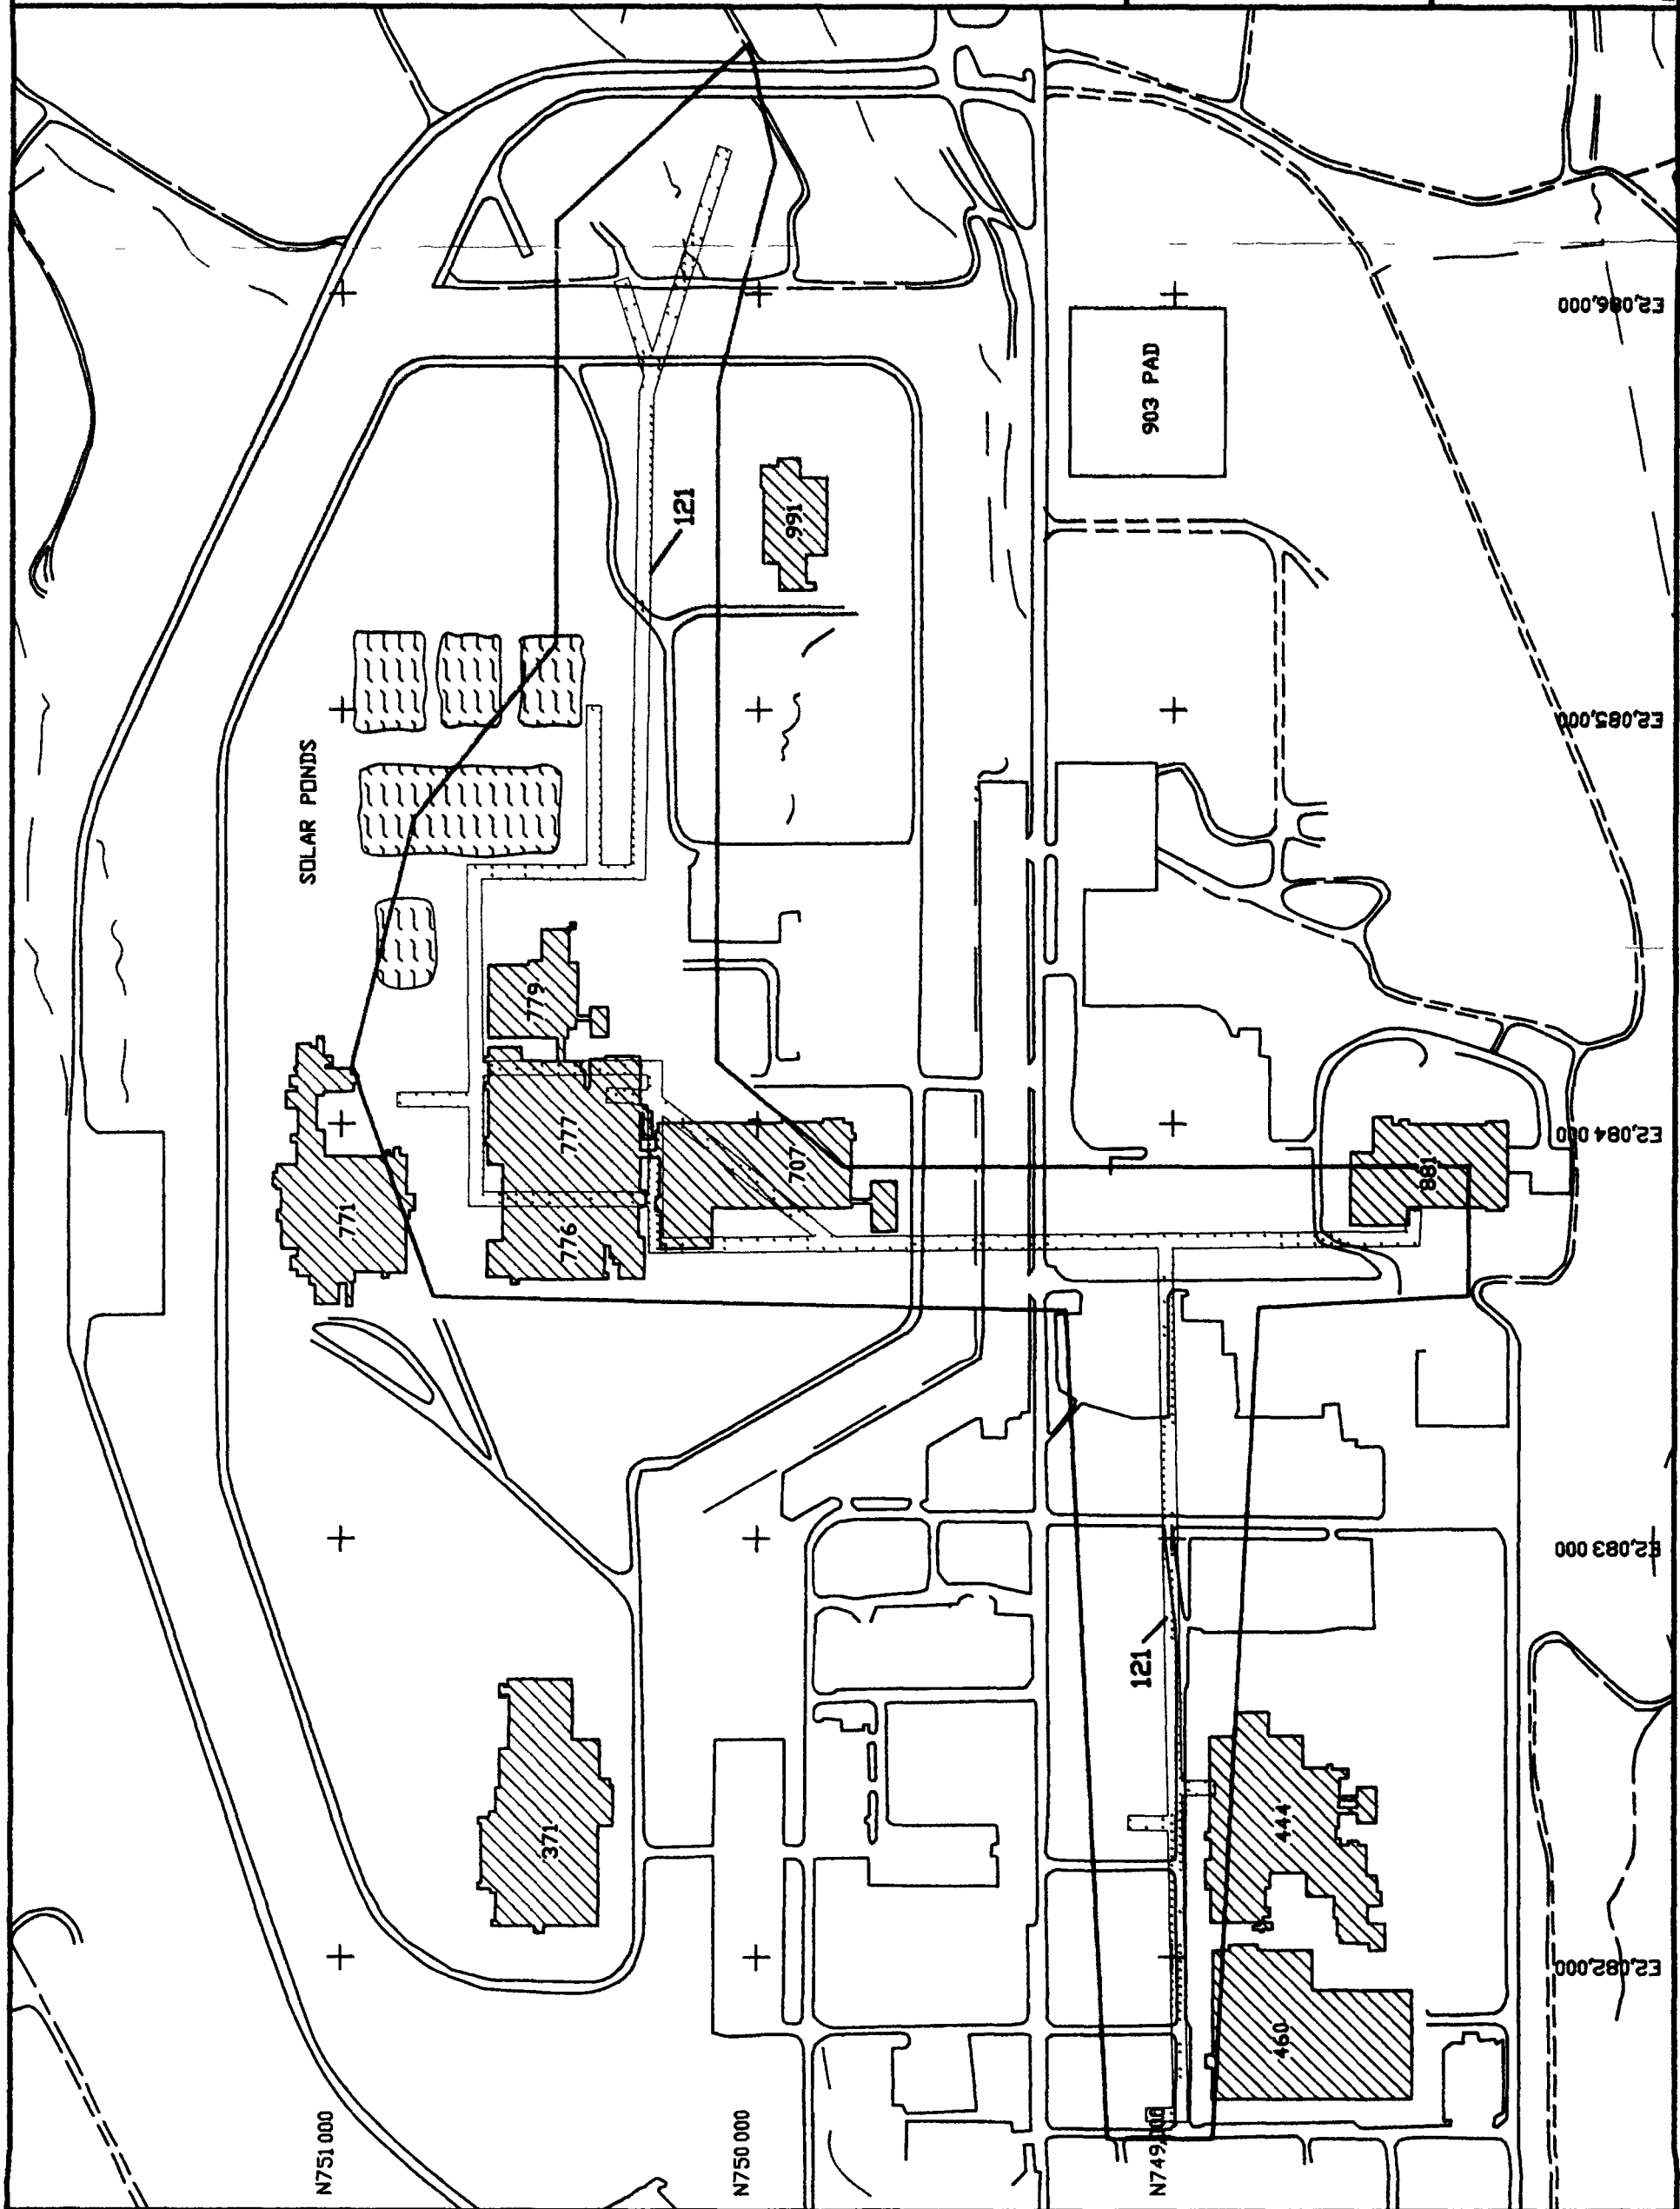 E2,086,000
903 PAD
121
991
E2,085,000
SOLAR PONDS
779
777
E2,084 000
707
771
776
881
E2,083 000
121
371
444
E2,082,000
460
N751 000
N750 000
N749,000